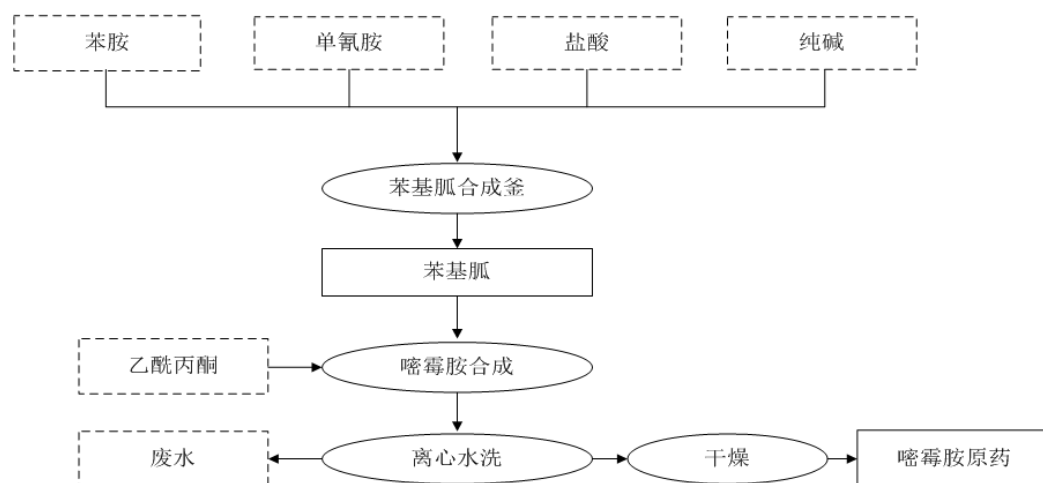 苯胺
单氰胺
盐酸
纯碱
苯基胍合成釜
苯基胍
乙酰丙酮
嘧霉胺合成
废水
离心水洗
干燥
嘧霉胺原药